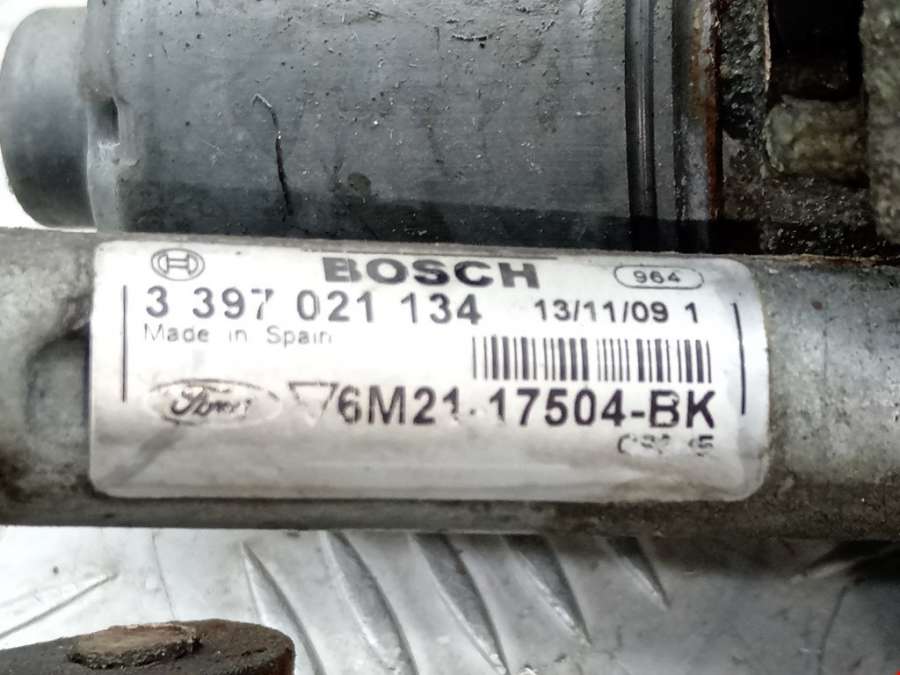 BOSCH 964
3 397 021 134 13/11/09 1
Made in Spain
Ford 6M21-17504-BK